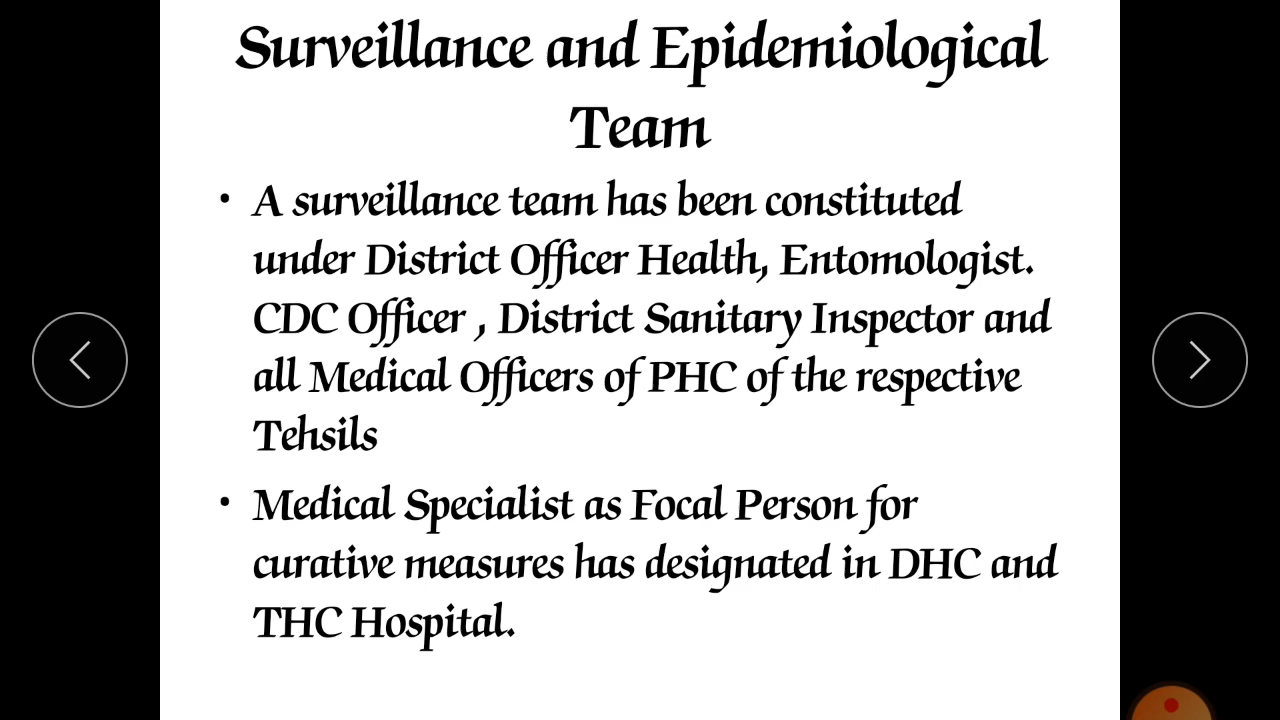 Surveillance and Epidemiological
Team
• A surveillance team has been constituted
under District Officer Health, Entomologist.
CDC Officer , District Sanitary Inspector and
all Medical Officers of PHC of the respective
Tehsils
• Medical Specialist as Focal Person for
curative measures has designated in DHC and
THC Hospital.